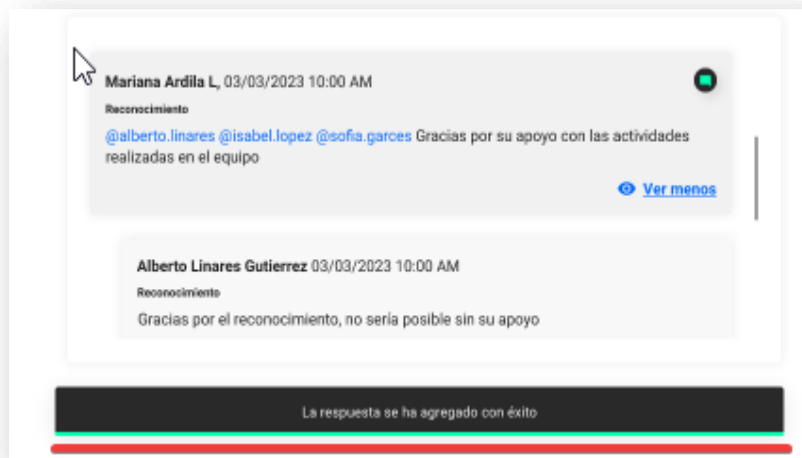 Mariana Ardila L, 03/03/2023 10:00 AM
Reconocimiento
@alberto.linares @isabel.lopez @sofia.garces Gracias por su apoyo con las actividades
realizadas en el equipo
Ver menos
Alberto Linares Gutierrez 03/03/2023 10:00 AM
Reconocimiento
Gracias por el reconocimiento, no sería posible sin su apoyo
La respuesta se ha agregado con éxito